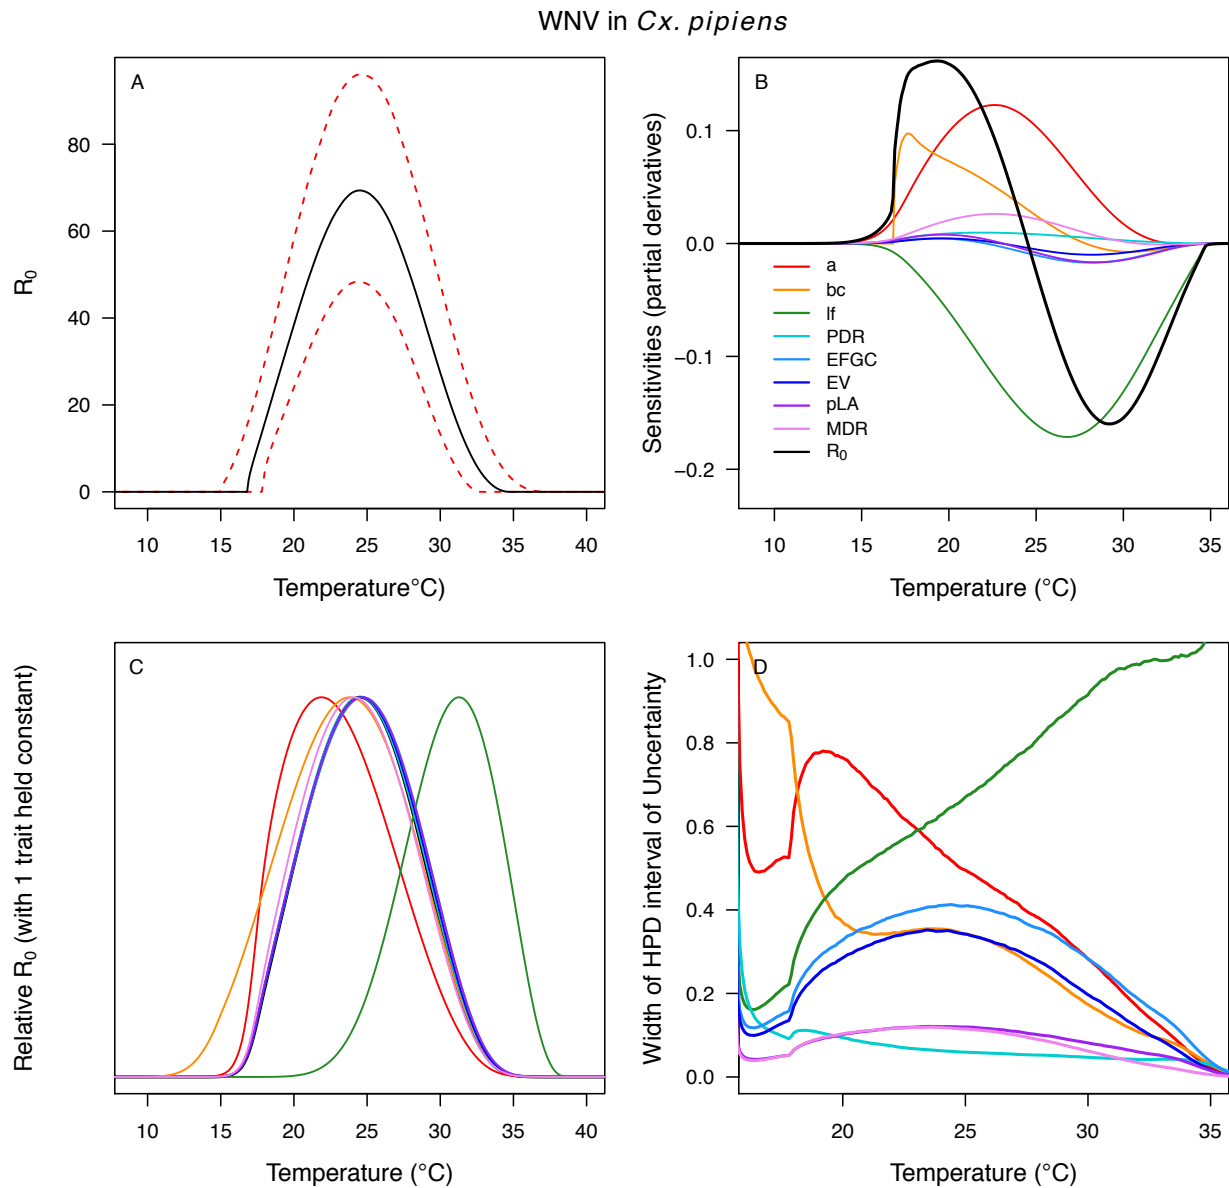 WNV in Cx. pipiens
A
R0
0
20
40
60
80
10 15 20 25 30 35 40
Temperature°C)
B
Sensitivities (partial derivatives)
0.1
0.0
−0.1
−0.2
a
bc
lf
PDR
EFGC
EV
pLA
MDR
R0
10 15 20 25 30 35
Temperature (°C)
C
Relative R0 (with 1 trait held constant)
10 15 20 25 30 35 40
Temperature (°C)
D
Width of HPD interval of Uncertainty
1.0
0.8
0.6
0.4
0.2
0.0
20 25 30 35
Temperature (°C)